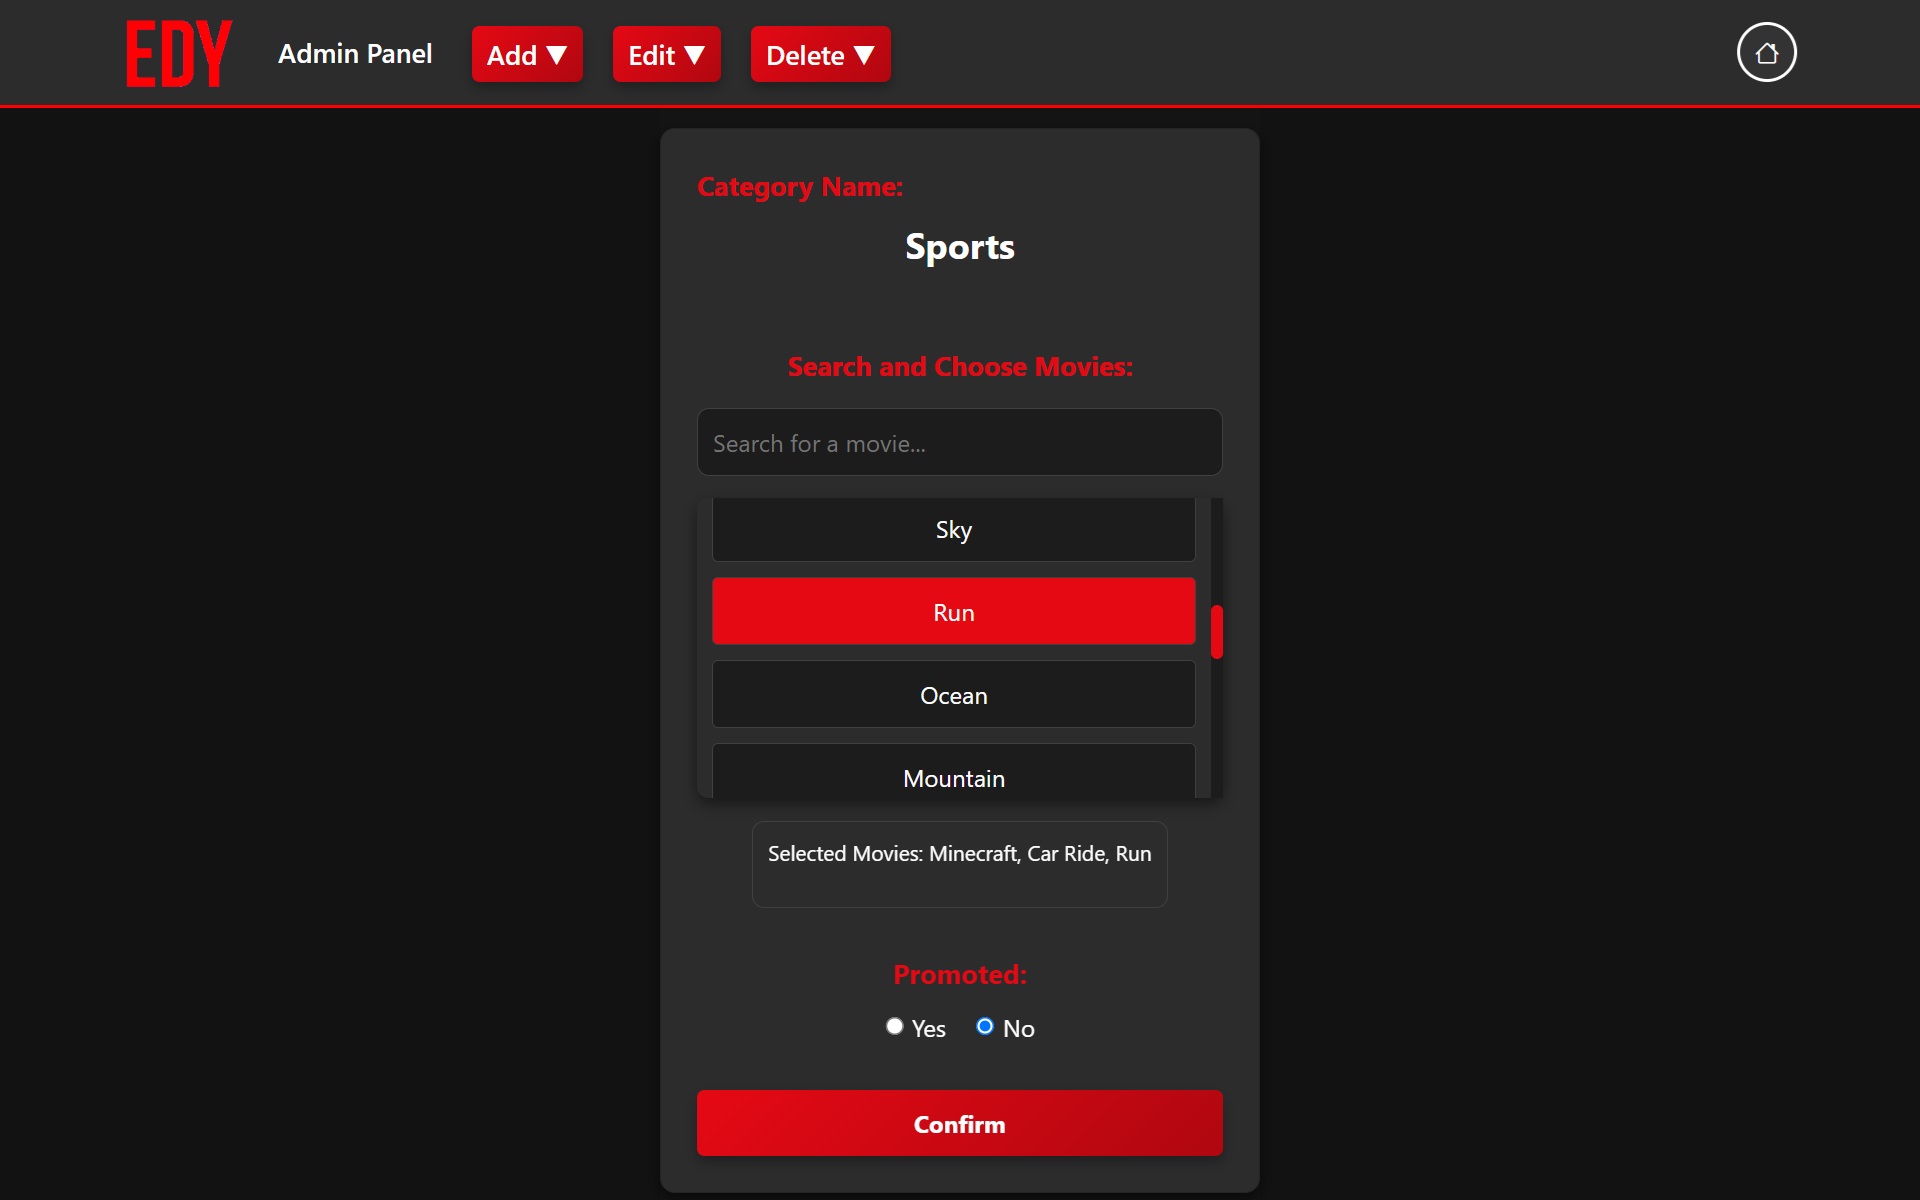 EDY Admin Panel Add ▼ Edit ▼ Delete ▼
Category Name:
Sports
Search and Choose Movies:
Search for a movie...
Sky
Run
Ocean
Mountain
Selected Movies: Minecraft, Car Ride, Run
Promoted:
Yes No
Confirm